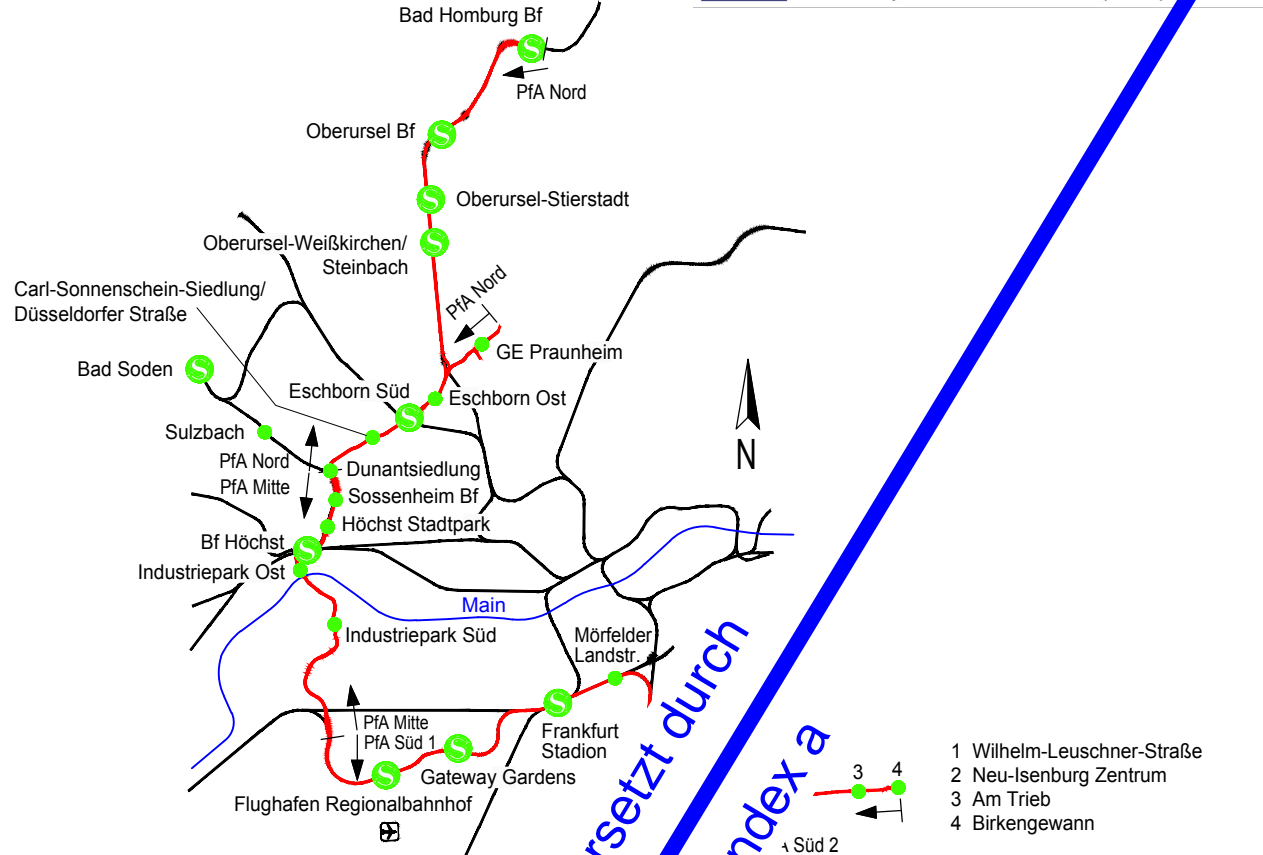 Bad Homburg Bf
PfA Nord
Oberursel Bf
Oberursel-Stierstadt
Oberursel-Weißkirchen/
Steinbach
PfA Nord
Carl-Sonnenschein-Siedlung/
Düsseldorfer Straße
GE Praunheim
Bad Soden
Eschborn Süd
Eschborn Ost
Sulzbach
PfA Nord
PfA Mitte
N
Dunantsiedlung
Sossenheim Bf
Höchst Stadtpark
Bf Höchst
Industriepark Ost
Main
Industriepark Süd
Mörfelder
Landstr.
PfA Mitte
PfA Süd 1
Frankfurt
Stadion
Gateway Gardens
Flughafen Regionalbahnhof
rsetzt durch
ndex a
3 4
Süd 2
1 Wilhelm-Leuschner-Straße
2 Neu-Isenburg Zentrum
3 Am Trieb
4 Birkengewann